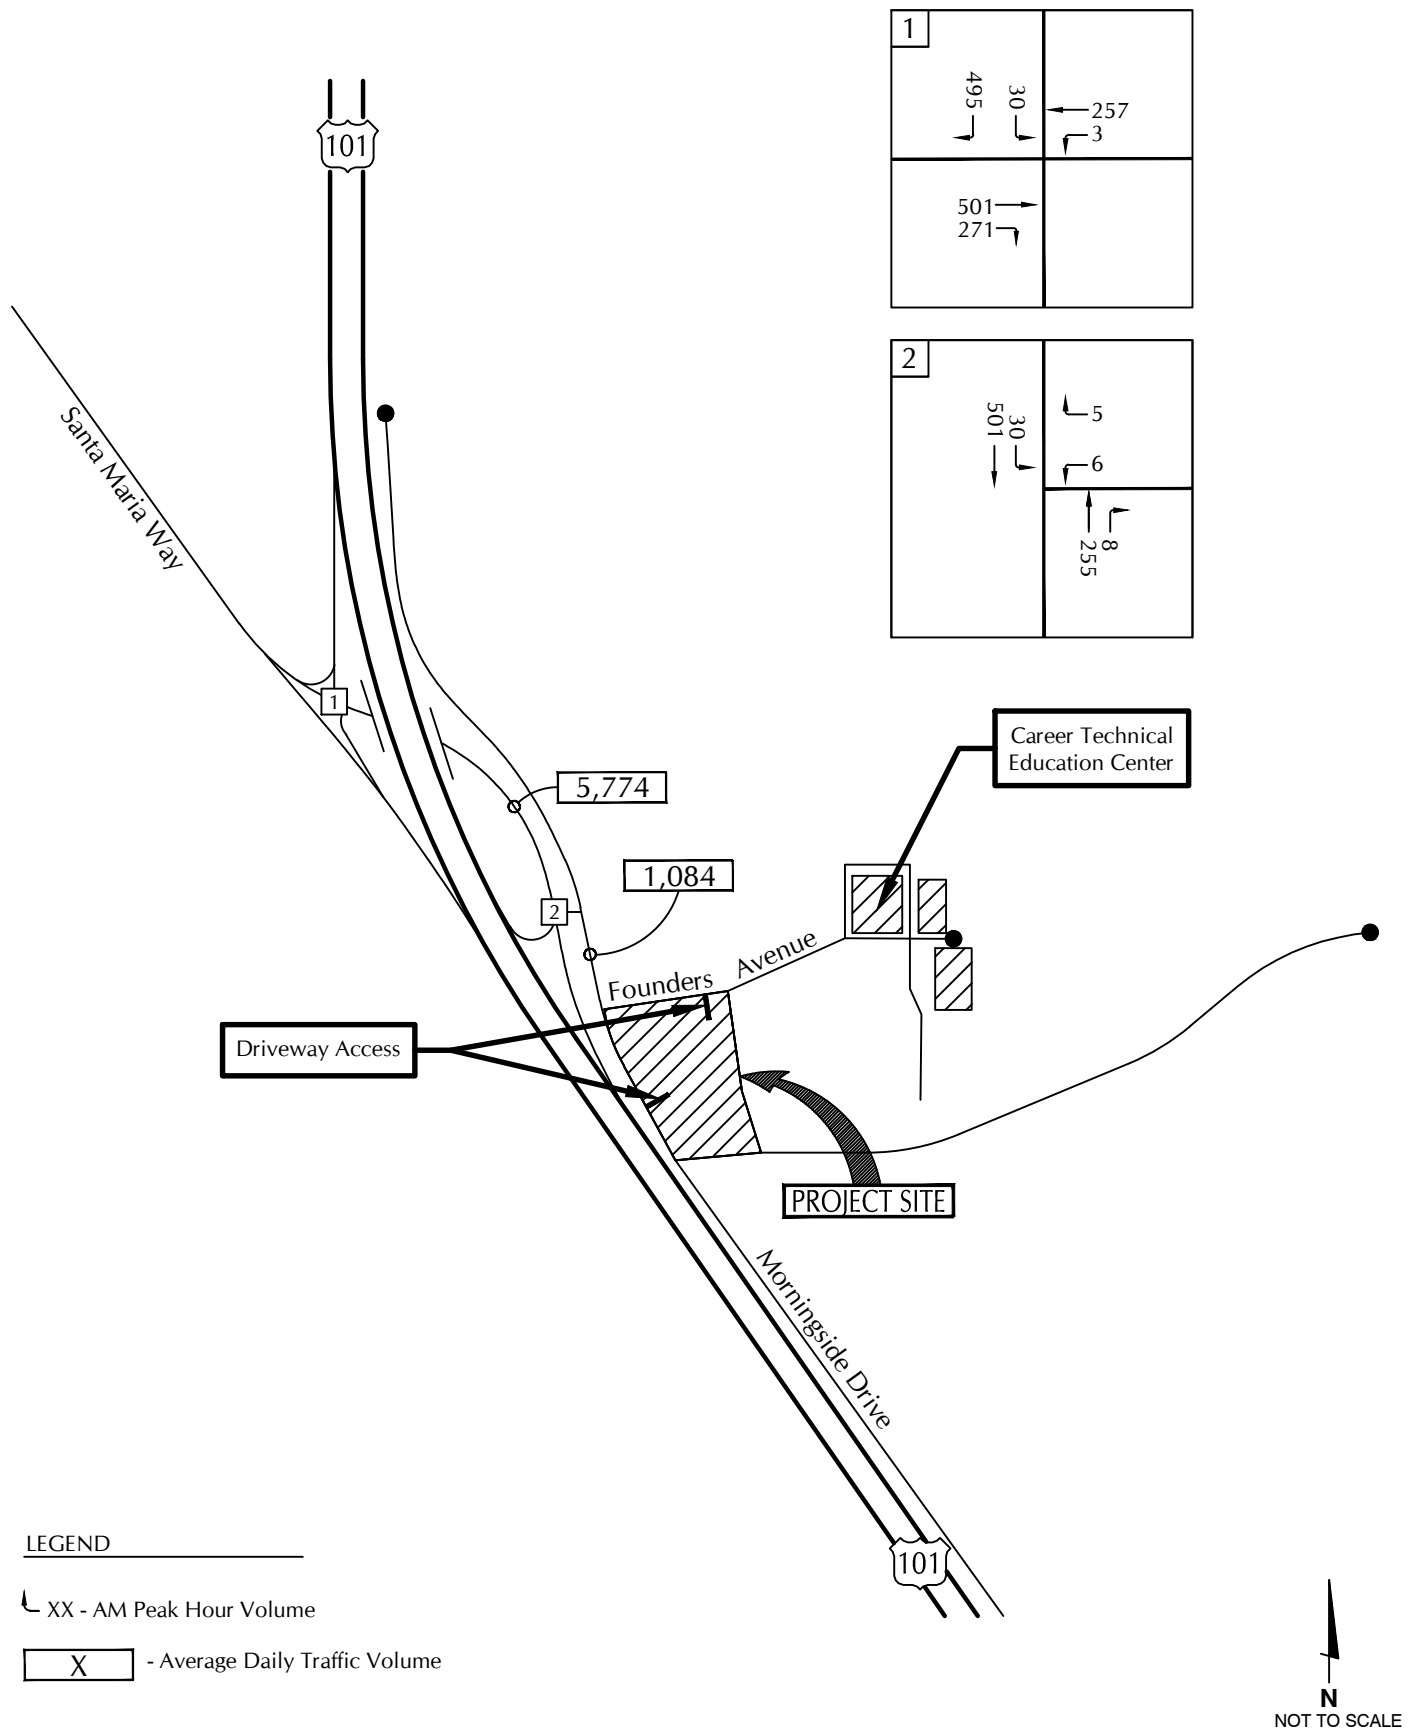 1
495
30
257
3
501
271
101
2
501
30
5
6
8
255
Santa Maria Way
1
Career Technical
Education Center
5,774
1,084
2
Founders Avenue
Driveway Access
PROJECT SITE
Morningside Drive
101
LEGEND
XX - AM Peak Hour Volume
X - Average Daily Traffic Volume
N
NOT TO SCALE